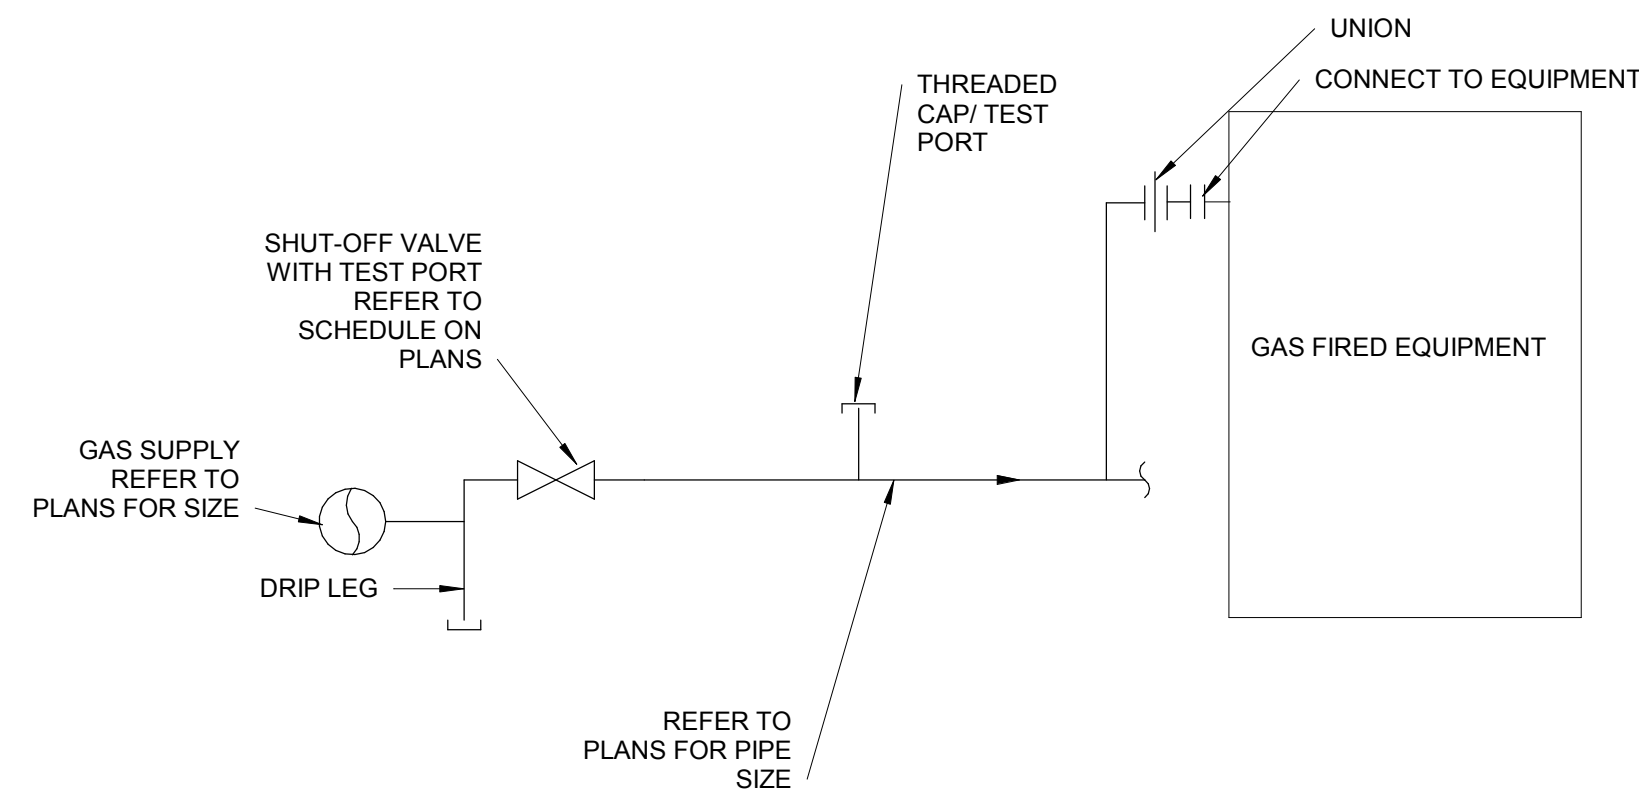 UNION
CONNECT TO EQUIPMENT
THREADED
CAP/ TEST
PORT
SHUT-OFF VALVE
WITH TEST PORT
REFER TO
SCHEDULE ON
PLANS
GAS FIRED EQUIPMENT
GAS SUPPLY
REFER TO
PLANS FOR SIZE
DRIP LEG
REFER TO
PLANS FOR PIPE
SIZE